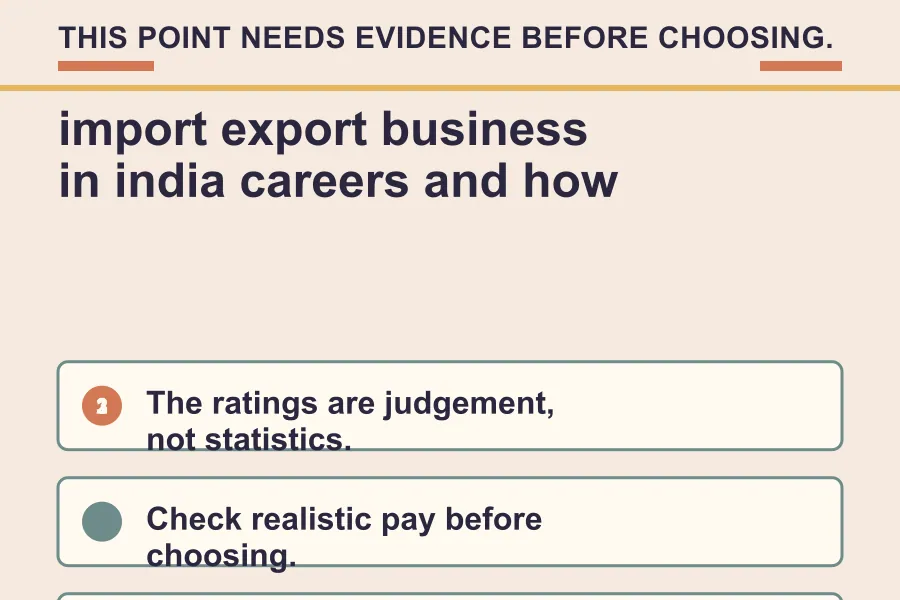 THIS POINT NEEDS EVIDENCE BEFORE CHOOSING.
import export business
in india careers and how
The ratings are judgement,
not statistics.
Check realistic pay before
choosing.